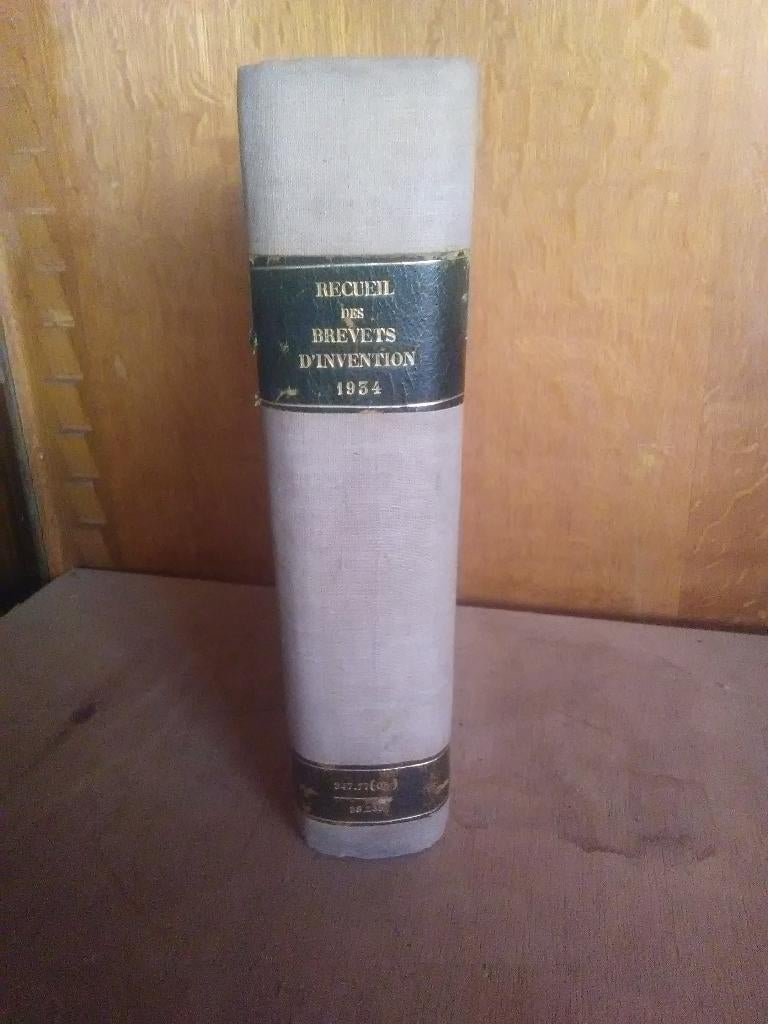 RECUEIL
DES
BREVETS
D'INVENTION
1934